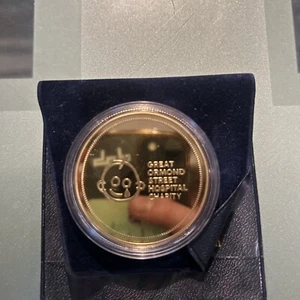 GREAT
ORMOND
STREET
HOSPITAL
CHARITY